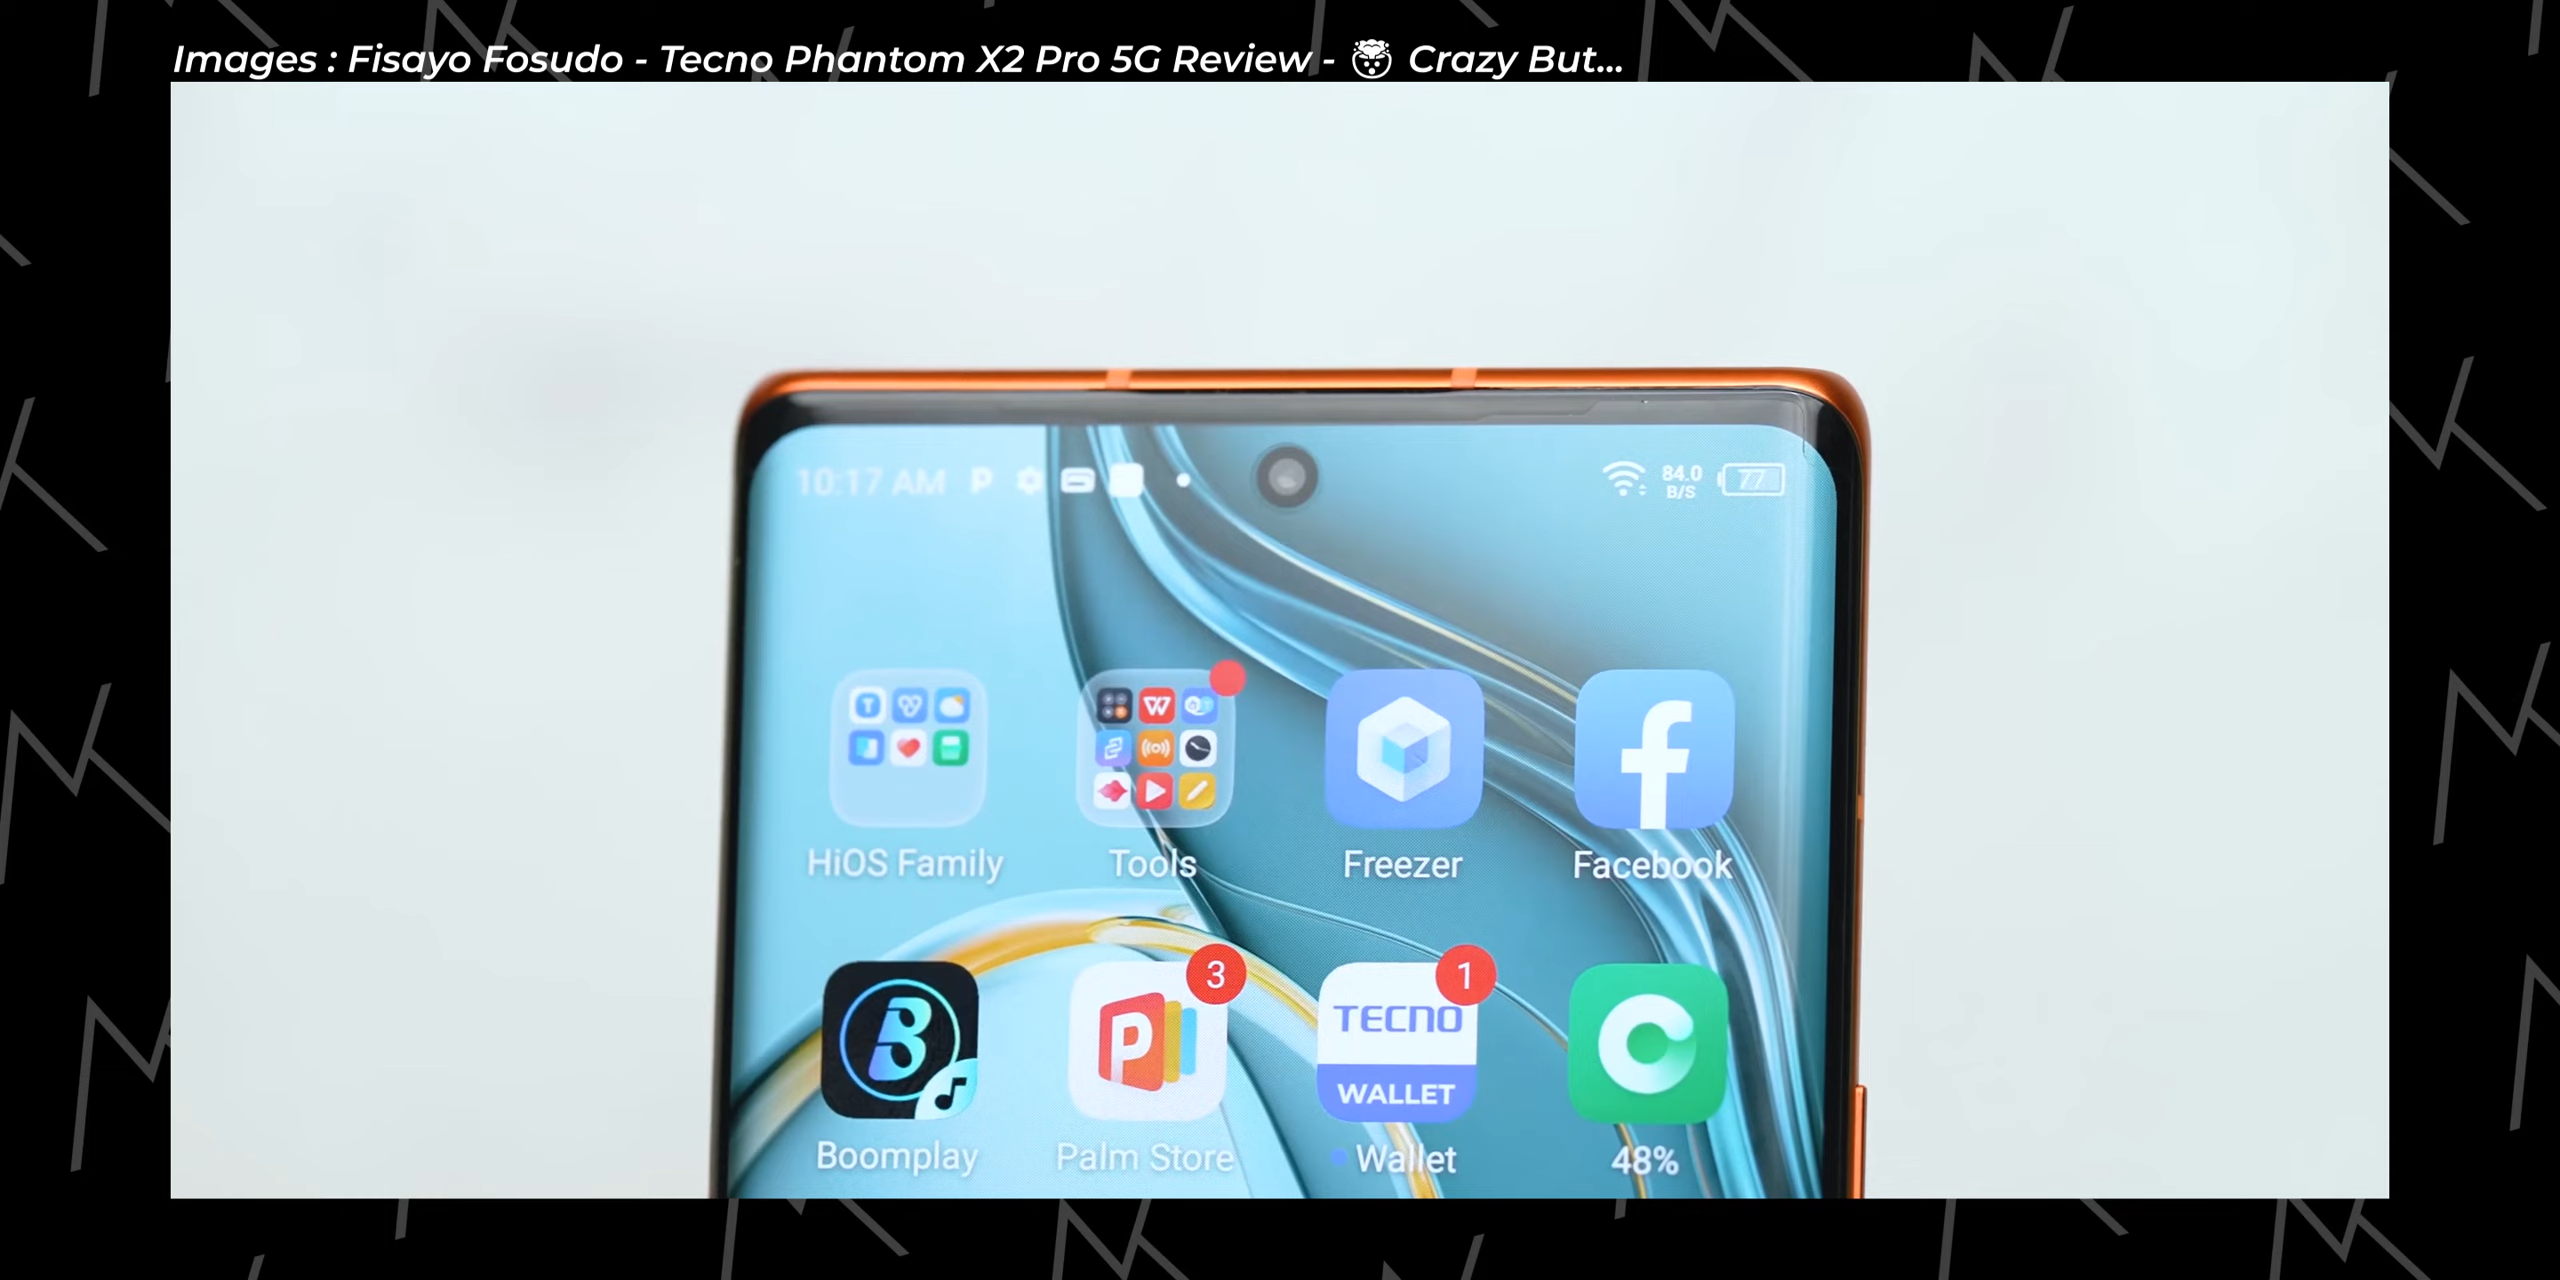 Images : Fisayo Fosudo - Tecno Phantom X2 Pro 5G Review - 🤯 Crazy But...
10:17 AM P 84.0 B/S 77
HiOS Family Tools Freezer Facebook
3 1
TECNO
WALLET
Boomplay Palm Store Wallet 48%